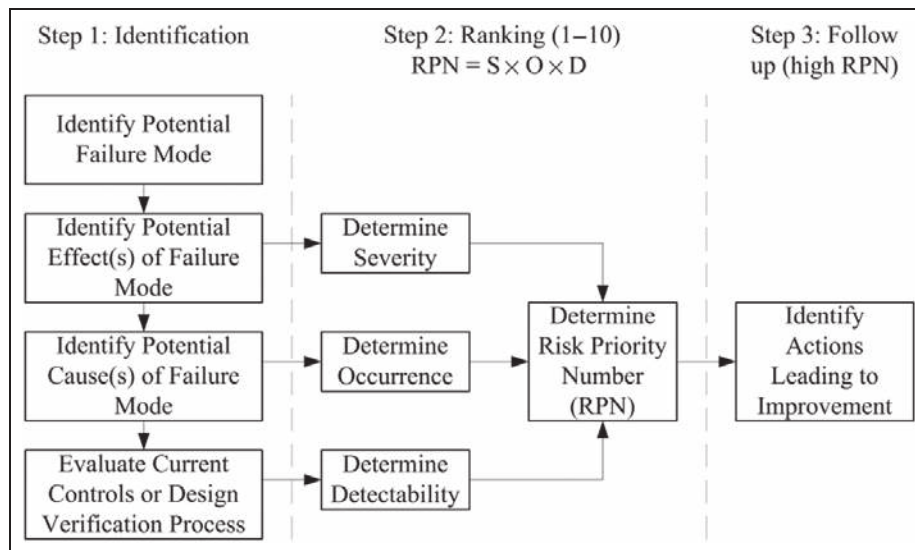 Step 1: Identification
Step 2: Ranking (1–10)
RPN = S × O × D
Step 3: Follow
up (high RPN)
Identify Potential
Failure Mode
Identify Potential
Effect(s) of Failure
Mode
Identify Potential
Cause(s) of Failure
Mode
Evaluate Current
Controls or Design
Verification Process
Determine
Severity
Determine
Occurrence
Determine
Detectability
Determine
Risk Priority
Number
(RPN)
Identify
Actions
Leading to
Improvement